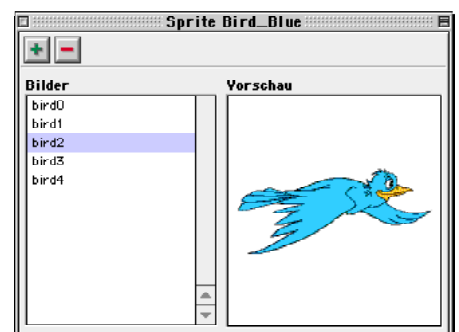 Sprite Bird_Blue
Bilder
bird0
bird1
bird2
bird3
bird4
Vorschau